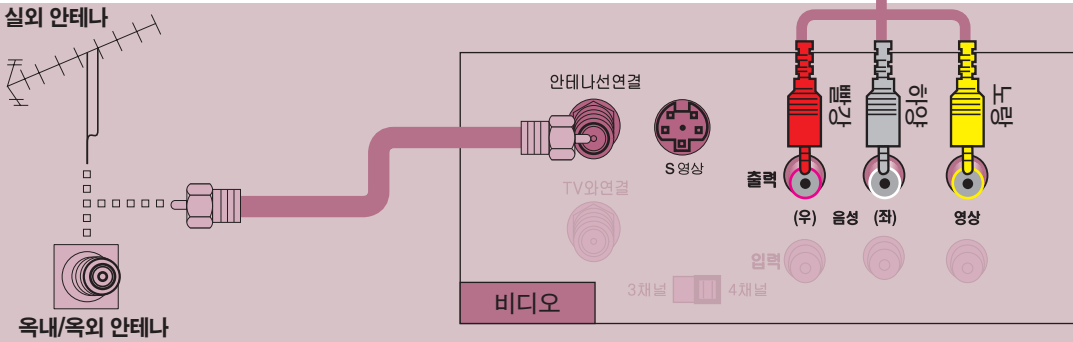 실외 안테나
안테나선연결
S영상
빨강
하양
노랑
출력
(우) 음성 (좌) 영상
TV와연결
입력
3채널 4채널
비디오
옥내/옥외 안테나